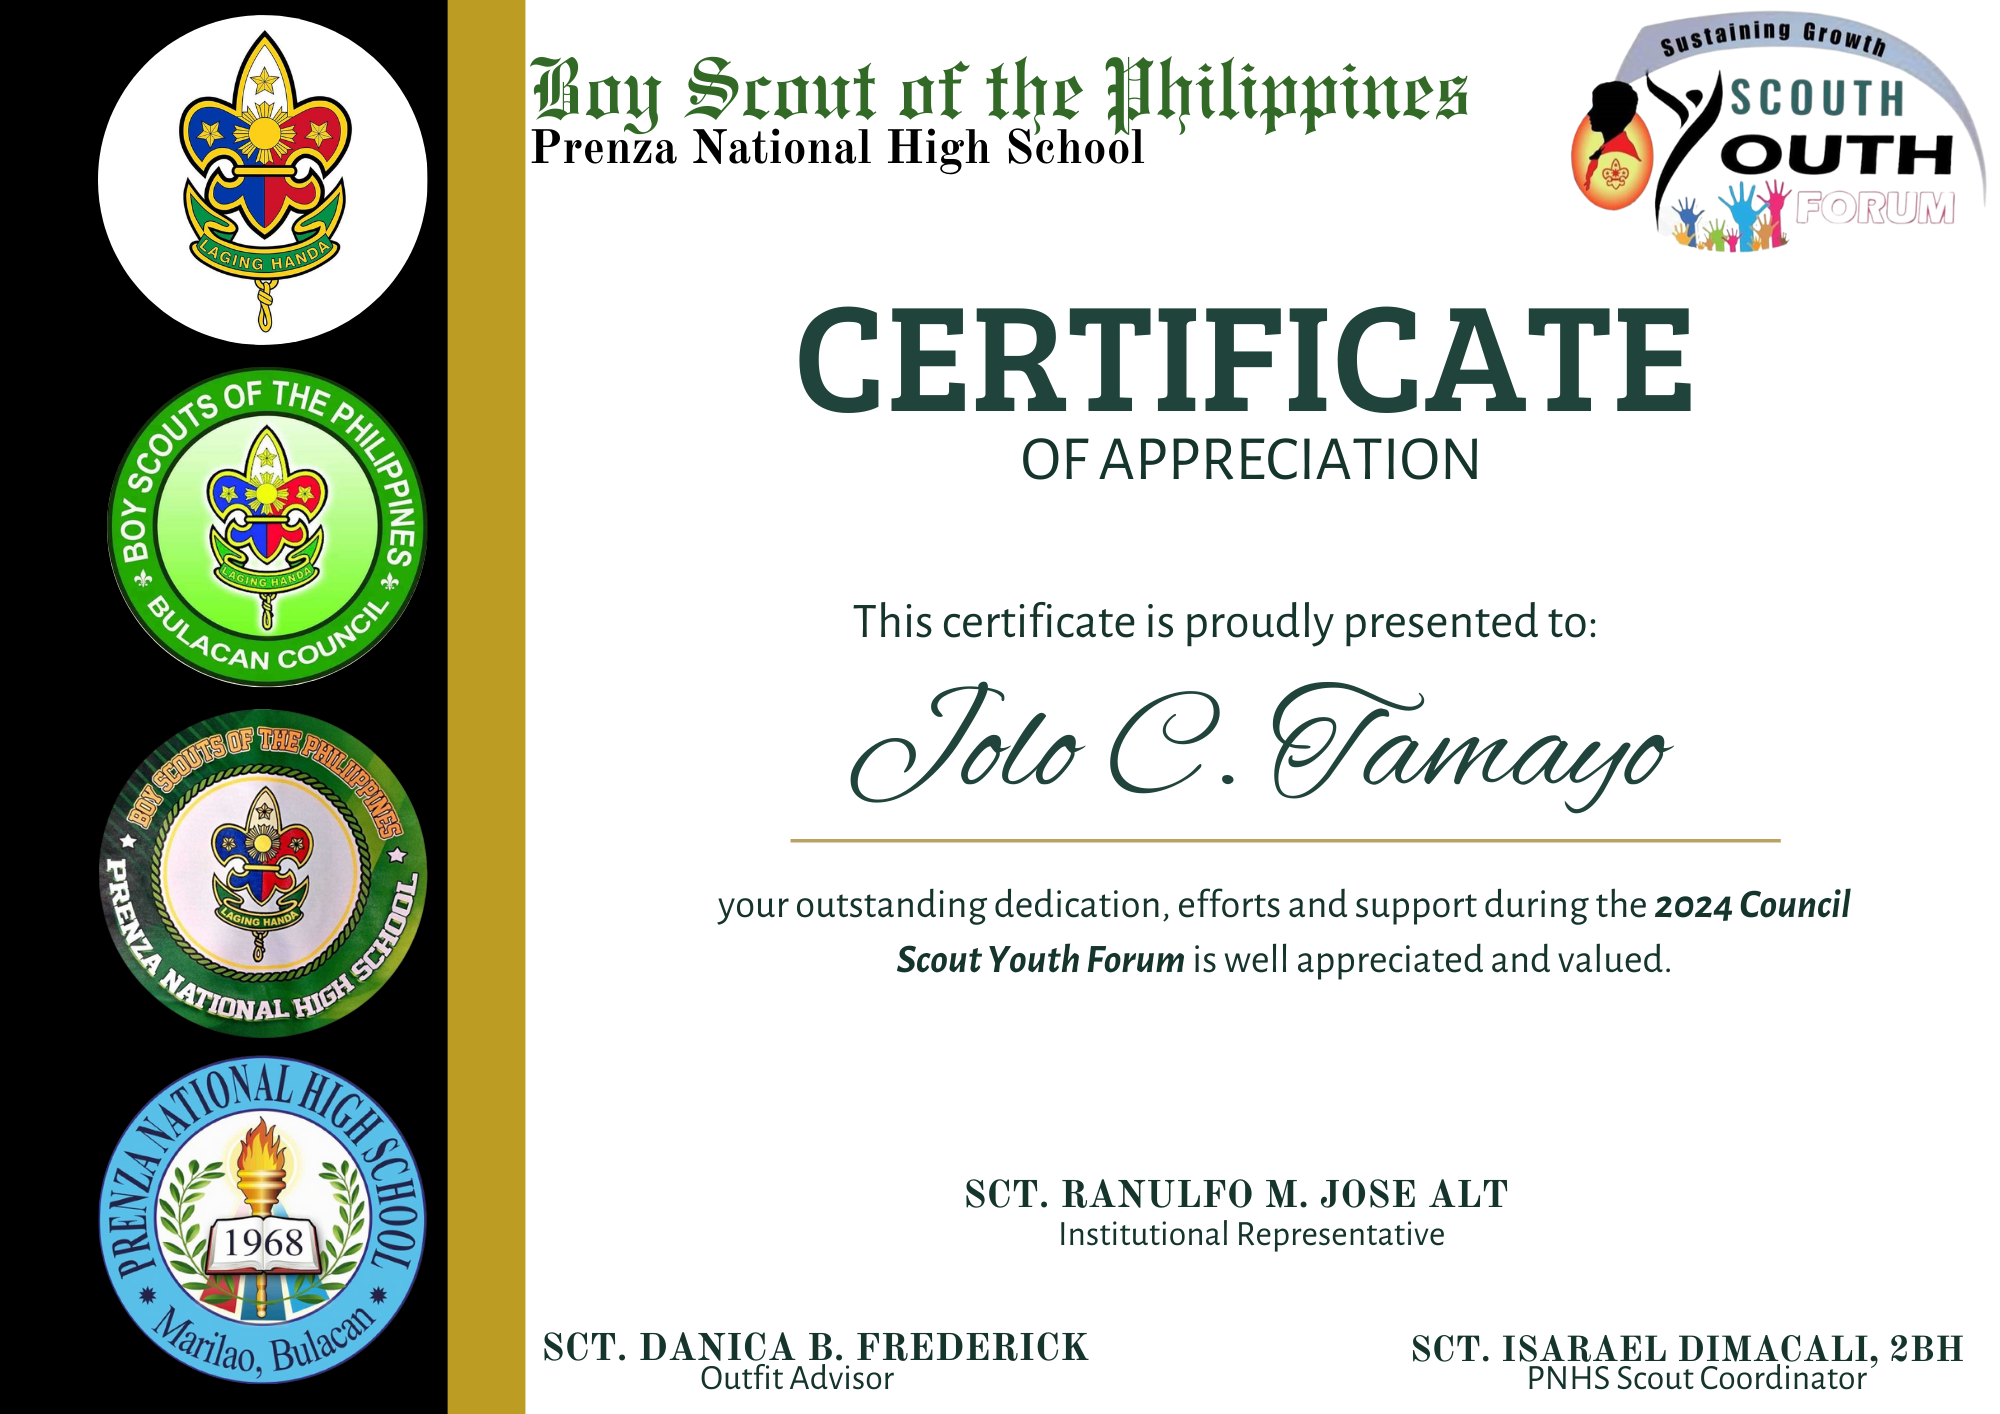 LAGING HANDA
BOY SCOUTS OF THE PHILIPPINES
LAGING HANDA
BULACAN COUNCIL
BOY SCOUTS OF THE PHILIPPINES
LAGING HANDA
PRENZA NATIONAL HIGH SCHOOL
PRENZA NATIONAL HIGH SCHOOL
1968
Marilao, Bulacan
Boy Scout of the Philippines
Prenza National High School
Sustaining Growth
SCOUTH
YOUTH
FORUM
CERTIFICATE
OF APPRECIATION
This certificate is proudly presented to:
Jolo C. Tamayo
your outstanding dedication, efforts and support during the 2024 Council
Scout Youth Forum is well appreciated and valued.
SCT. RANULFO M. JOSE ALT
Institutional Representative
SCT. DANICA B. FREDERICK
Outfit Advisor
SCT. ISARAEL DIMACALI, 2BH
PNHS Scout Coordinator